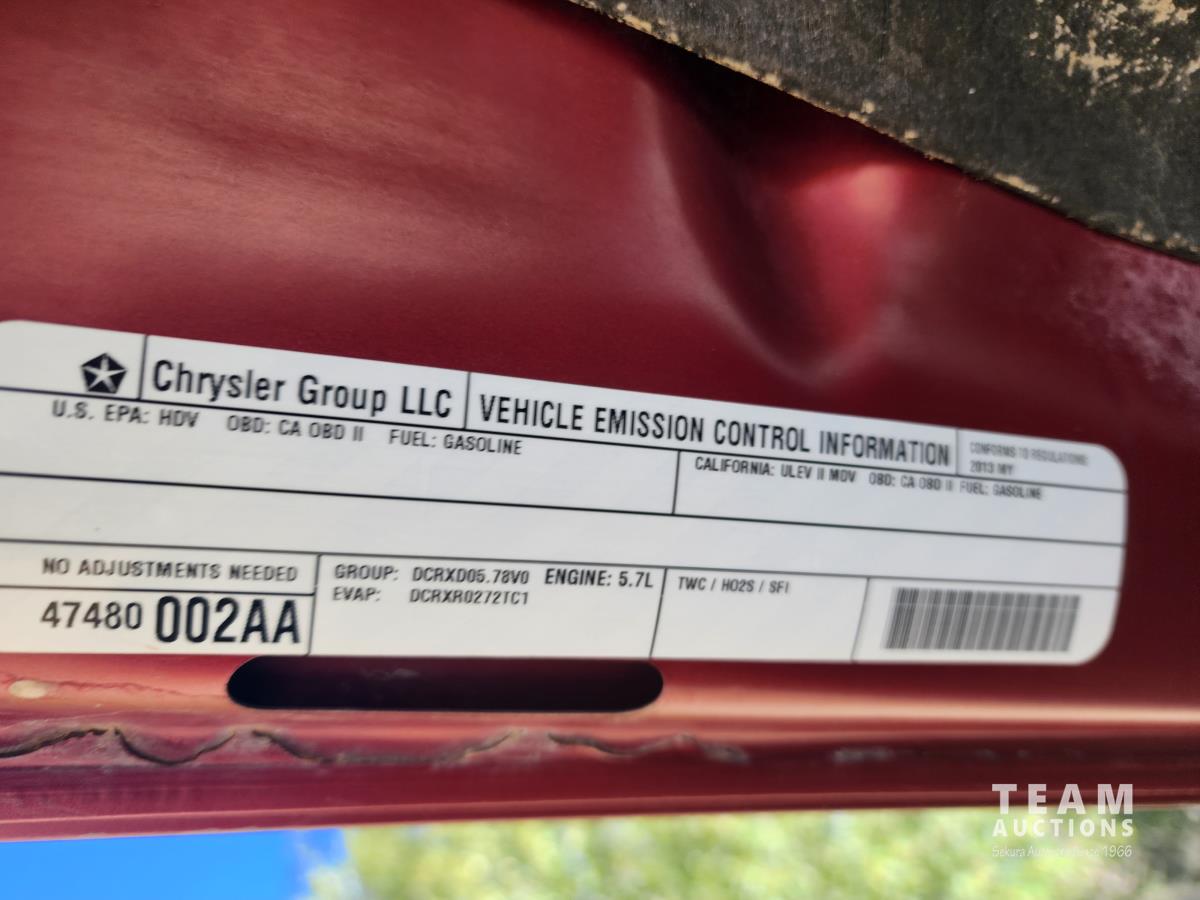 Chrysler Group LLC
VEHICLE EMISSION CONTROL INFORMATION
CONFORMS TO REGULATIONS:
2013 MY
U.S. EPA: HDV OBD: CA OBD II FUEL: GASOLINE
CALIFORNIA: ULEV II MDV OBD: CA OBD II FUEL: GASOLINE
NO ADJUSTMENTS NEEDED
47480 002AA
GROUP: DCRXD05.78V0 ENGINE: 5.7L
EVAP: DCRXR0272TC1
TWC / HO2S / SFI
TEAM
AUCTIONS
1966